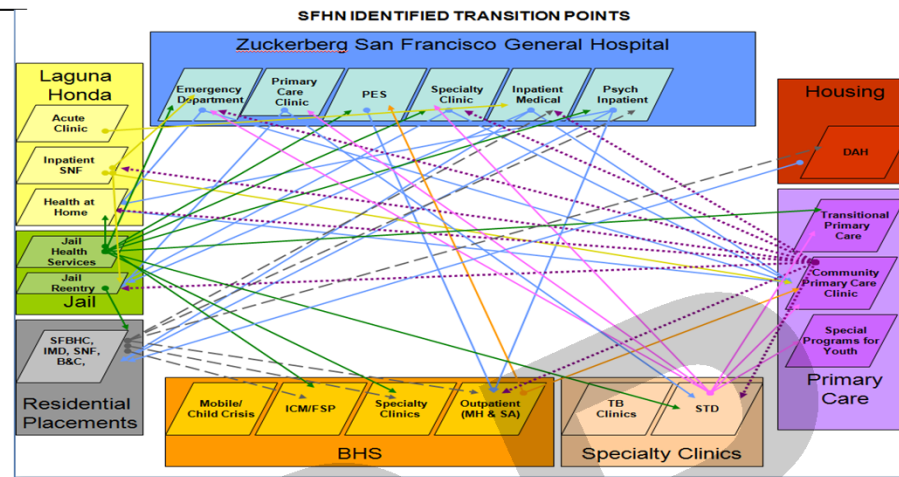 SFHN IDENTIFIED TRANSITION POINTS
Zuckerberg San Francisco General Hospital
Emergency
Department
Primary
Care
Clinic
PES
Specialty
Clinic
Inpatient
Medical
Psych
Inpatient
Laguna
Honda
Acute
Clinic
Inpatient
SNF
Health at
Home
Jail
Health
Services
Jail
Reentry
Jail
SFBHC,
IMD, SNF,
B&C,
Residential
Placements
Mobile/
Child Crisis
ICM/FSP
Specialty
Clinics
Outpatient
(MH & SA)
BHS
TB
Clinics
STD
Specialty Clinics
Housing
DAH
Transitional
Primary
Care
Community
Primary Care
Clinic
Special
Programs for
Youth
Primary
Care